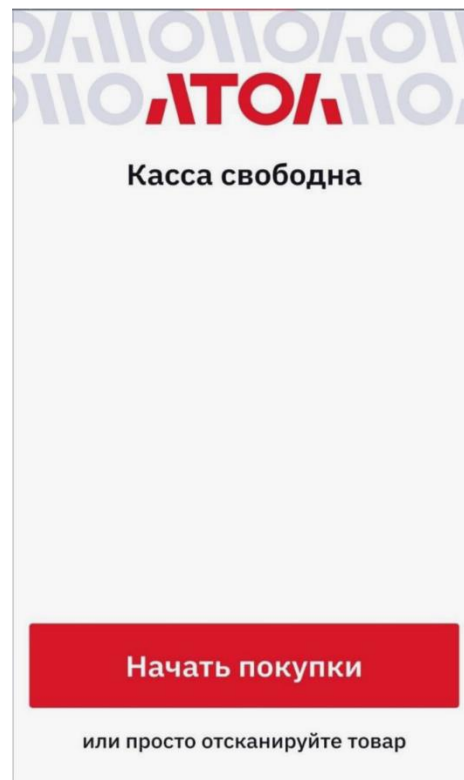 АТОЛ
Касса свободна
Начать покупки
или просто отсканируйте товар